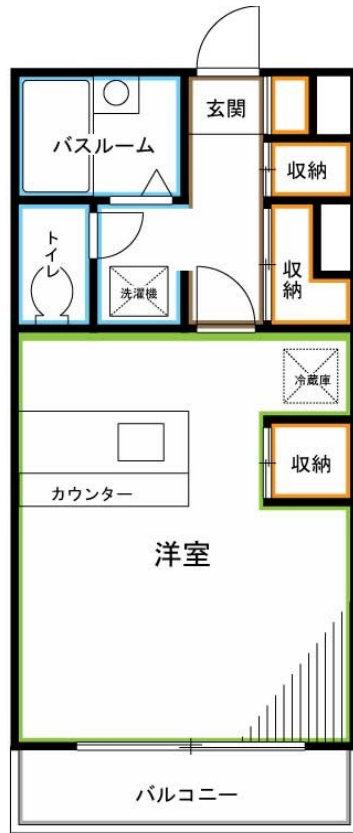 玄関
バスルーム
収納
トイレ
洗濯機
収納
冷蔵庫
収納
カウンター
洋室
バルコニー